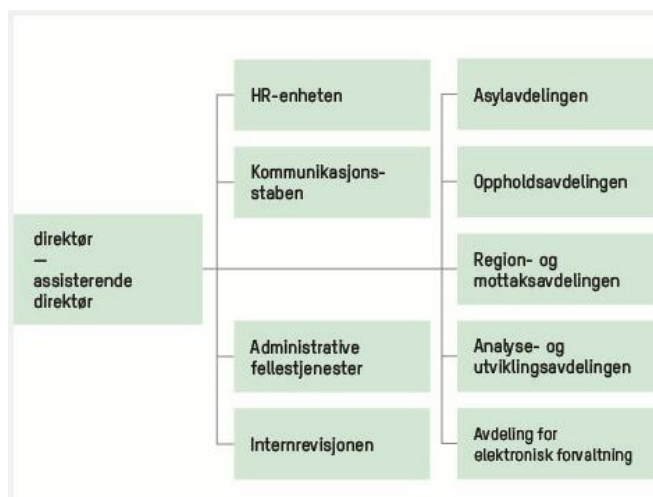 direktør
—
assisterende
direktør
HR-enheten
Kommunikasjons-
staben
Administrative
fellestjenester
Internrevisjonen
Asylavdelingen
Oppholdsavdelingen
Region- og
mottaksavdelingen
Analyse- og
utviklingsavdelingen
Avdeling for
elektronisk forvaltning